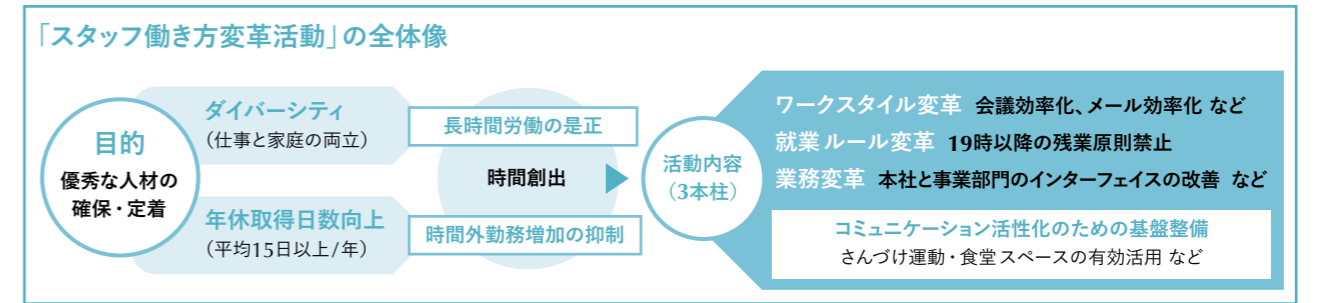 「スタッフ働き方変革活動」の全体像
目的
優秀な人材の
確保・定着
ダイバーシティ
（仕事と家庭の両立）
年休取得日数向上
（平均15日以上/年）
長時間労働の是正
時間創出
時間外勤務増加の抑制
活動内容
（3本柱）
ワークスタイル変革 会議効率化、メール効率化 など
就業ルール変革 19時以降の残業原則禁止
業務変革 本社と事業部門のインターフェイスの改善 など
コミュニケーション活性化のための基盤整備
さんづけ運動・食堂スペースの有効活用 など